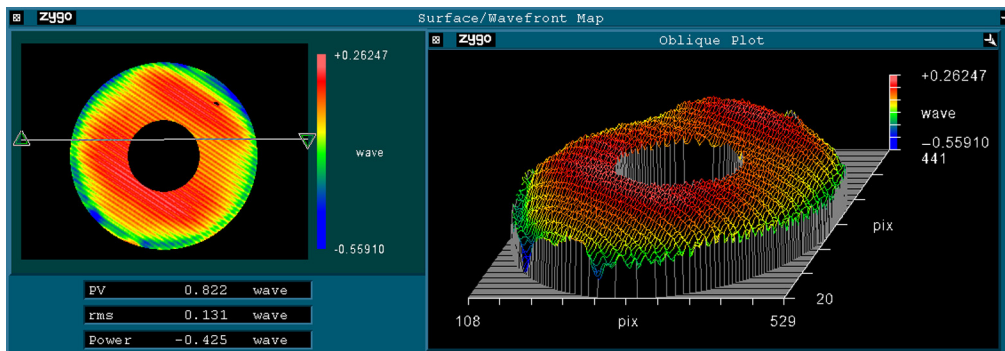 zygo Surface/Wavefront Map
+0.26247
wave
-0.55910
PV 0.822 wave
rms 0.131 wave
Power -0.425 wave
zygo Oblique Plot
+0.26247
wave
-0.55910
441
pix
20
108 pix 529